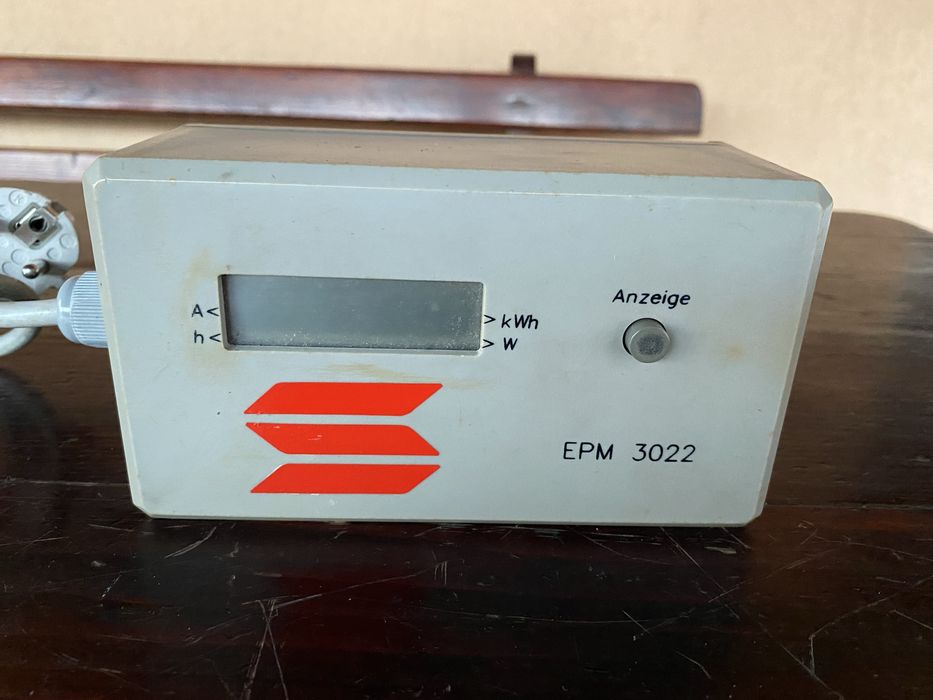 A<
h<
> kWh
> W
Anzeige
EPM 3022